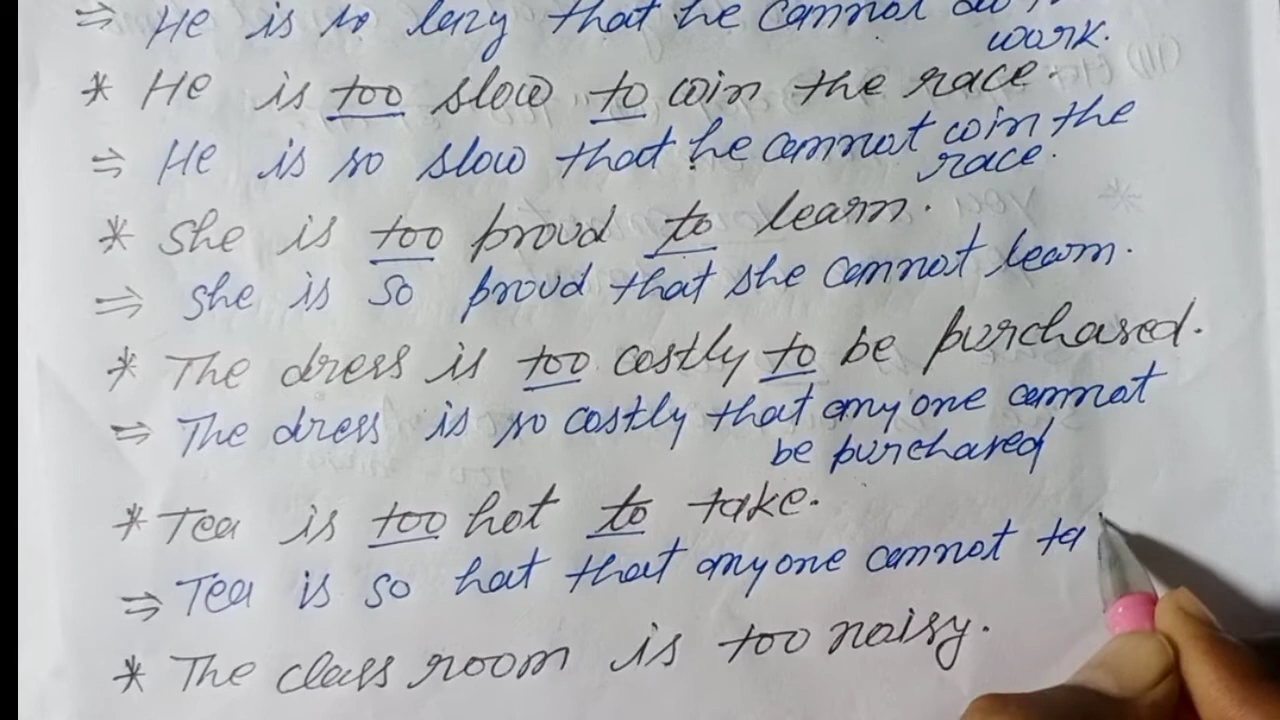 ⇒ He is so lazy that he cannot do
work.
* He is too slow to win the race.
⇒ He is so slow that he cannot win the
race.
* She is too proud to learn.
⇒ She is so proud that she cannot learn.
* The dress is too costly to be purchased.
⇒ The dress is so costly that anyone cannot
be purchased
* Tea is too hot to take.
⇒ Tea is so hat that anyone cannot ta
* The class room is too noisy.